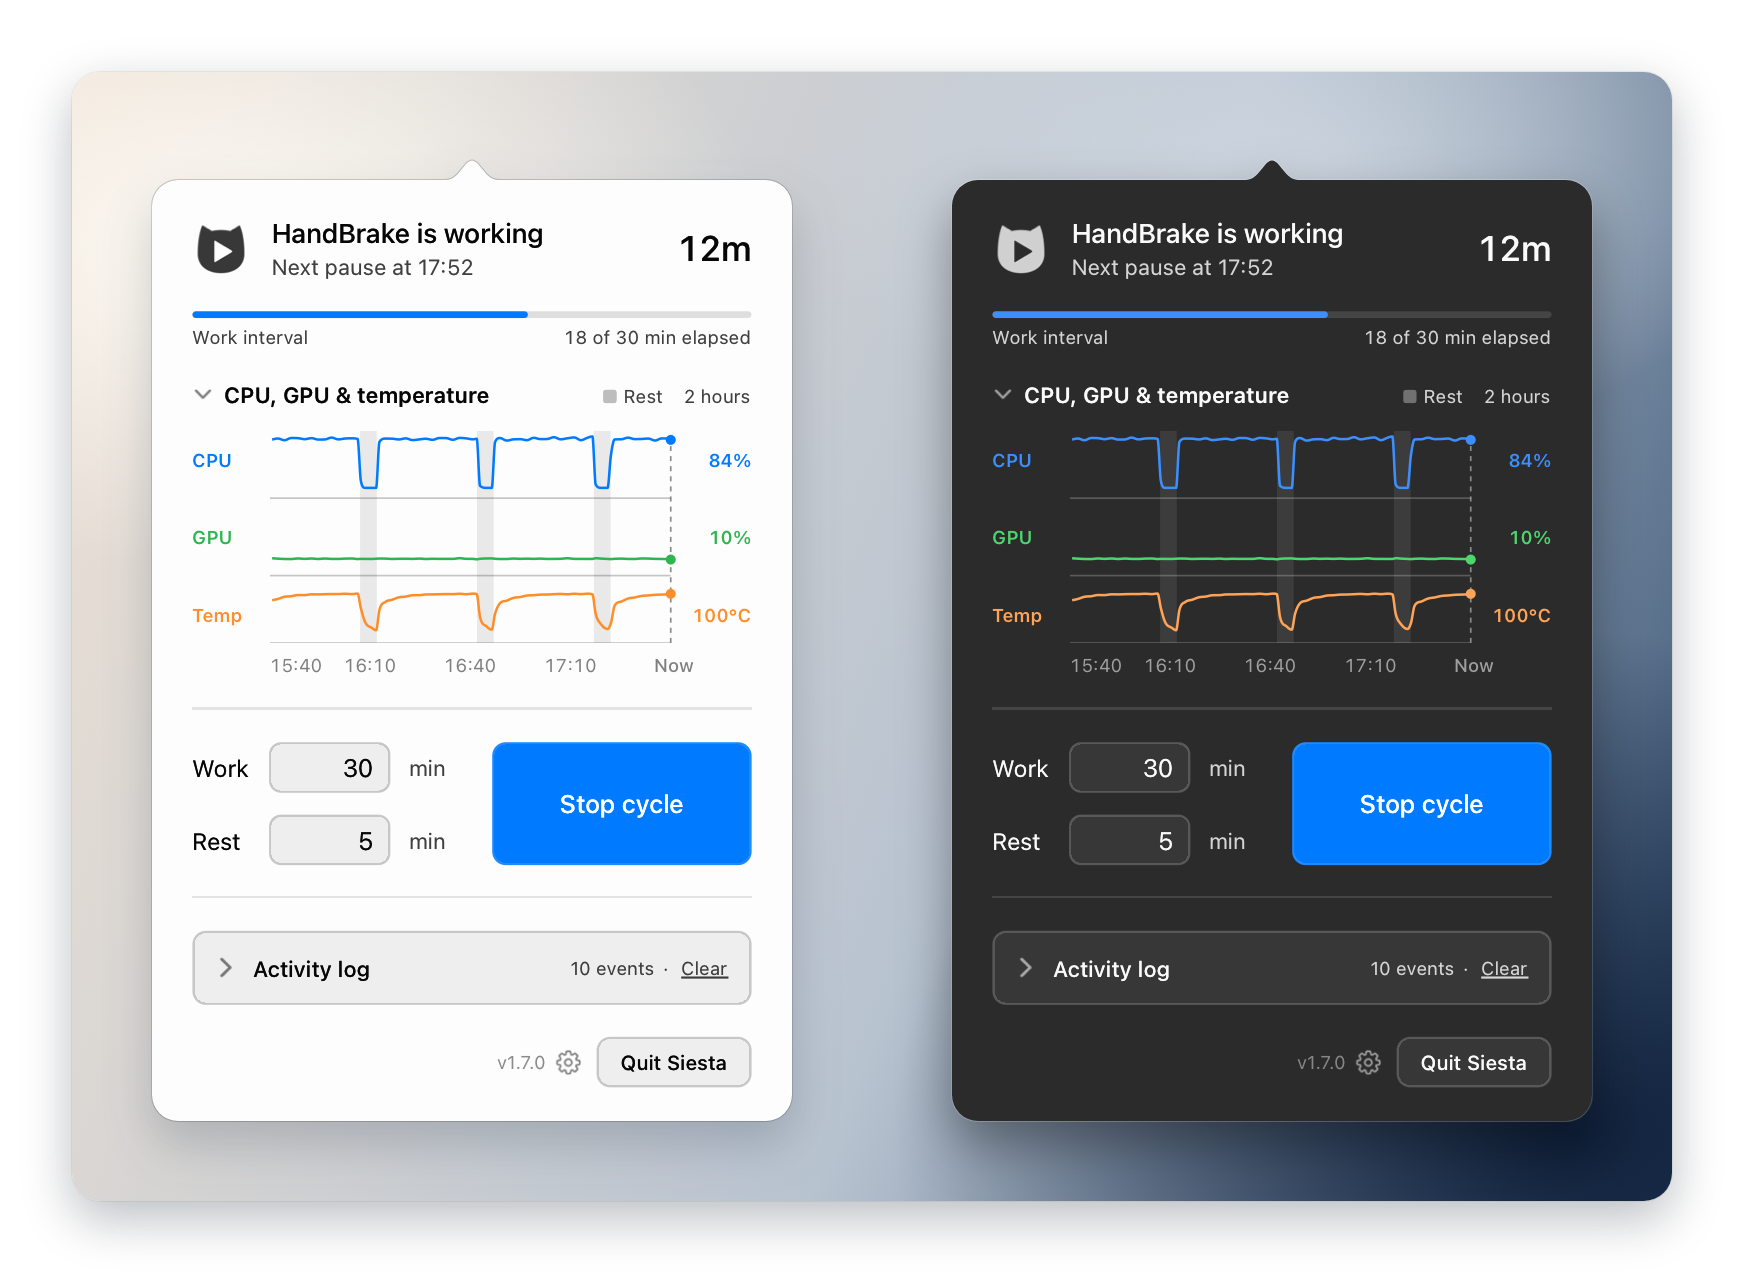 HandBrake is working
Next pause at 17:52
12m
Work interval
18 of 30 min elapsed
CPU, GPU & temperature
Rest
2 hours
CPU
84%
GPU
10%
Temp
100°C
15:40 16:10 16:40 17:10 Now
Work 30 min
Rest 5 min
Stop cycle
Activity log
10 events · Clear
v1.7.0
Quit Siesta
HandBrake is working
Next pause at 17:52
12m
Work interval
18 of 30 min elapsed
CPU, GPU & temperature
Rest
2 hours
CPU
84%
GPU
10%
Temp
100°C
15:40 16:10 16:40 17:10 Now
Work 30 min
Rest 5 min
Stop cycle
Activity log
10 events · Clear
v1.7.0
Quit Siesta